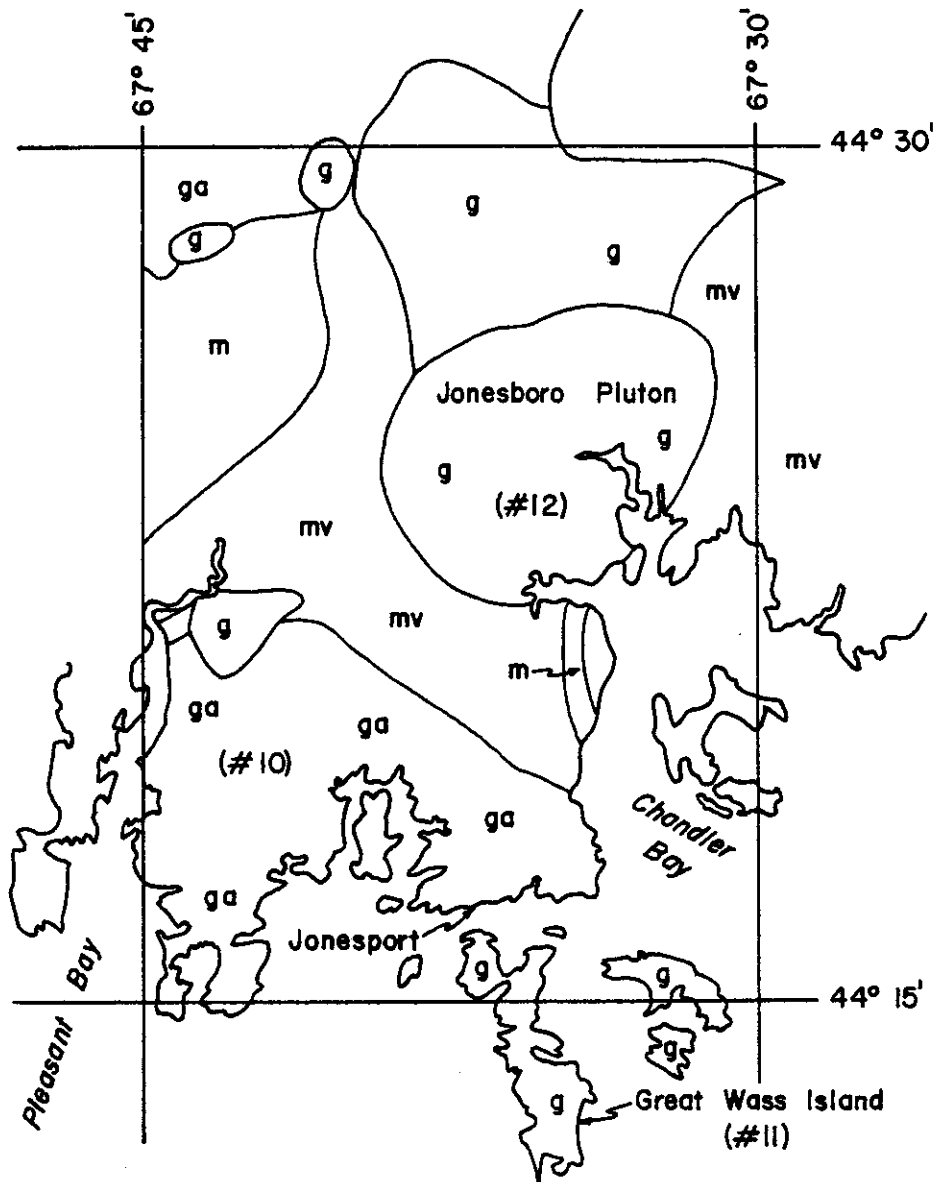 67° 45'
67° 30'
44° 30'
g
ga
g
g
g
mv
m
Jonesboro Pluton
g
g
mv
(#12)
mv
mv
g
m
ga
ga
(#10)
ga
Chandler
Bay
ga
Jonesport
g
g
44° 15'
Pleasant Bay
g
g
Great Wass Island
(#11)